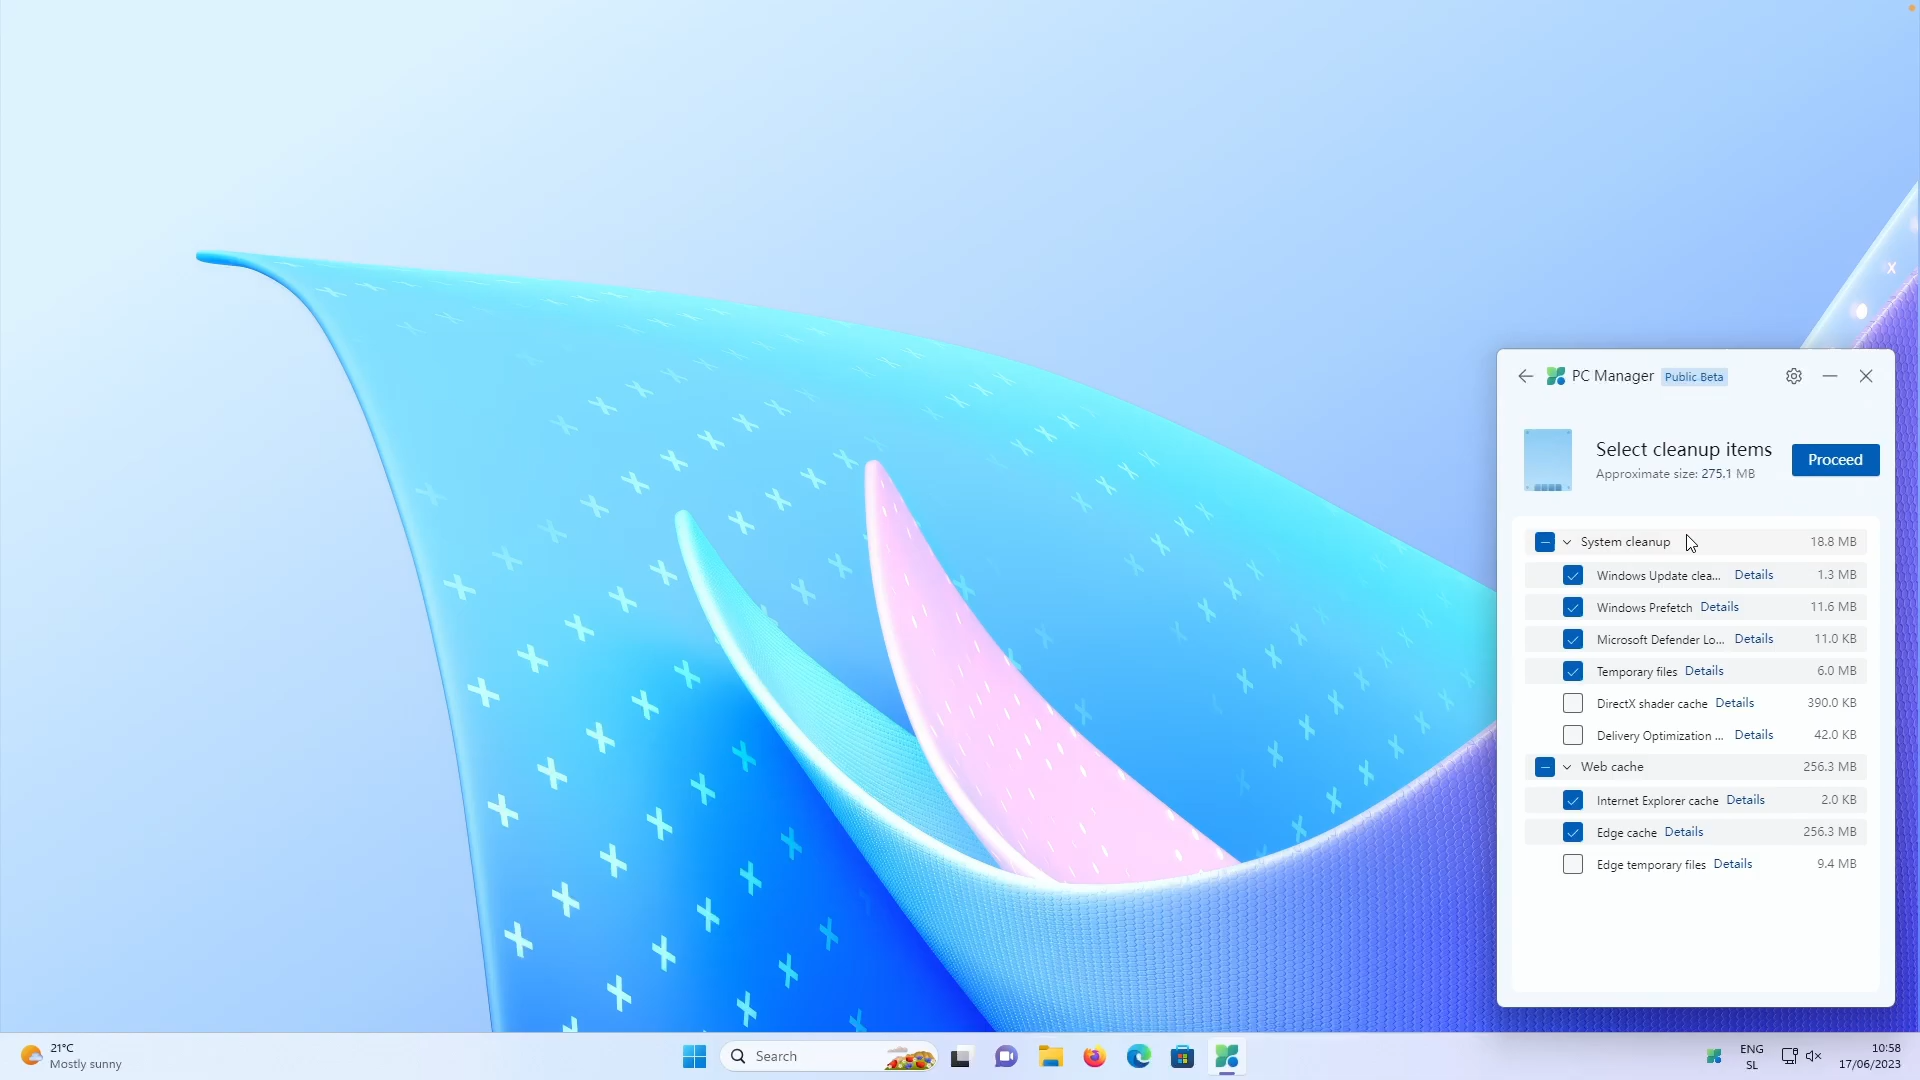 PC Manager Public Beta
Select cleanup items
Approximate size: 275.1 MB
Proceed
System cleanup 18.8 MB
Windows Update clea... Details 1.3 MB
Windows Prefetch Details 11.6 MB
Microsoft Defender Lo... Details 11.0 KB
Temporary files Details 6.0 MB
DirectX shader cache Details 390.0 KB
Delivery Optimization ... Details 42.0 KB
Web cache 256.3 MB
Internet Explorer cache Details 2.0 KB
Edge cache Details 256.3 MB
Edge temporary files Details 9.4 MB
21°C
Mostly sunny
Search
ENG
SL
10:58
17/06/2023